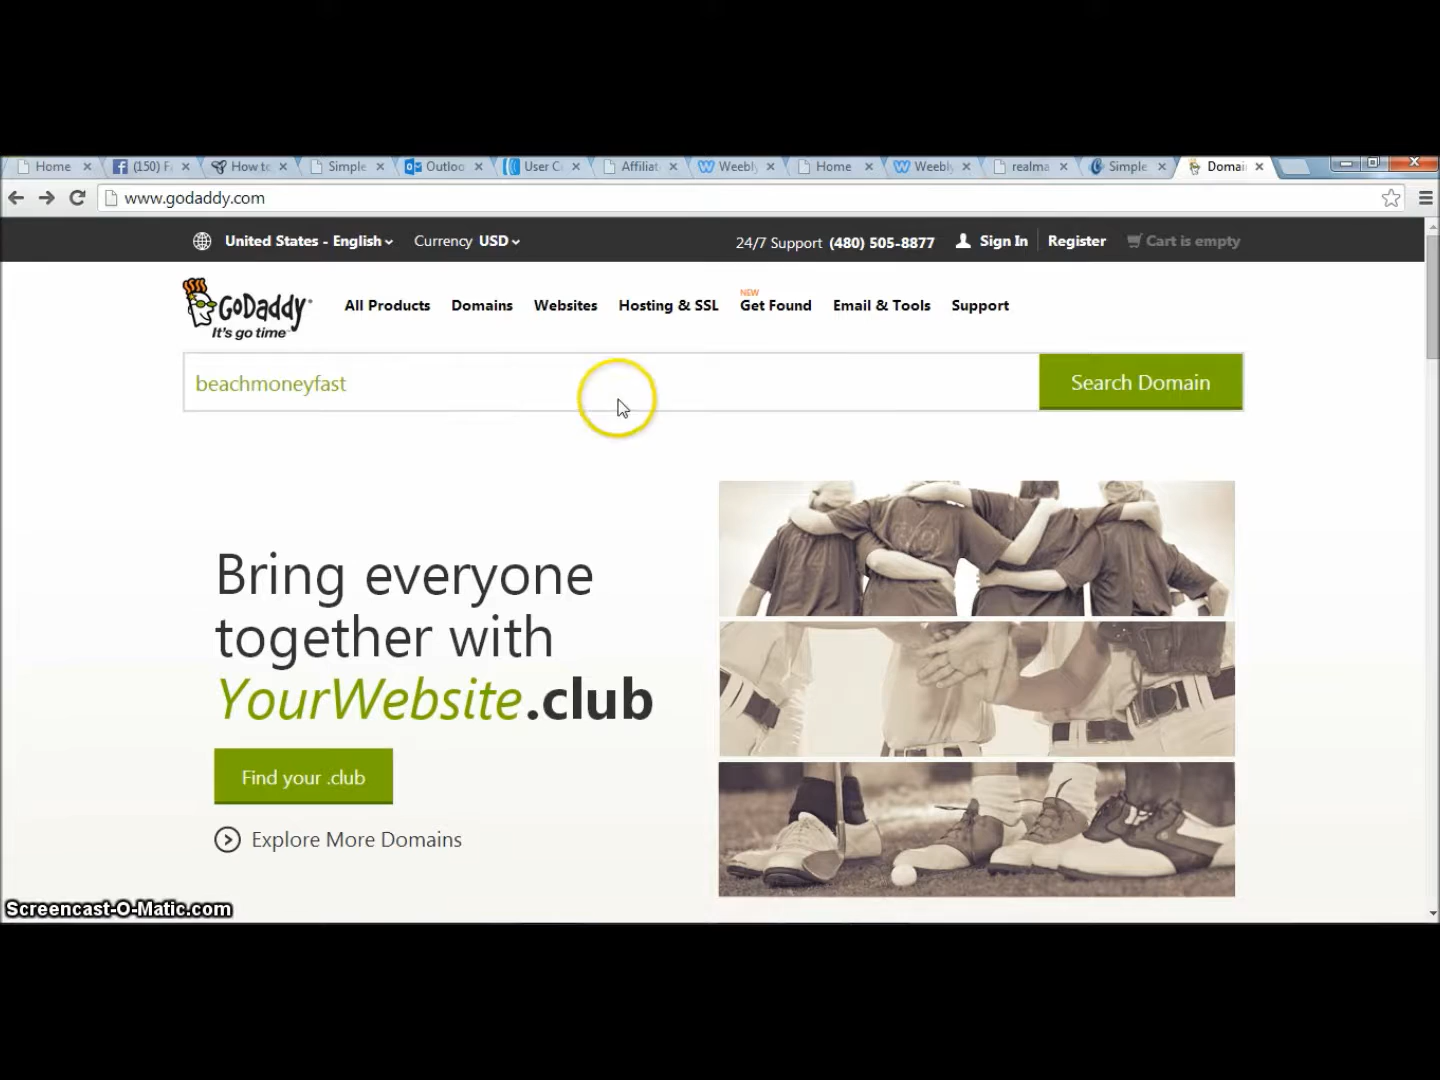 Home
(150) F
How to
Simple
Outloo
User C
Affiliat
Weebly
Home
Weebly
realma
Simple
Domai
www.godaddy.com
United States - English
Currency USD
24/7 Support (480) 505-8877
Sign In
Register
Cart is empty
GoDaddy
It's go time
All Products
Domains
Websites
Hosting & SSL
NEW
Get Found
Email & Tools
Support
beachmoneyfast
Search Domain
Bring everyone
together with
YourWebsite.club
Find your .club
Explore More Domains
Screencast-O-Matic.com